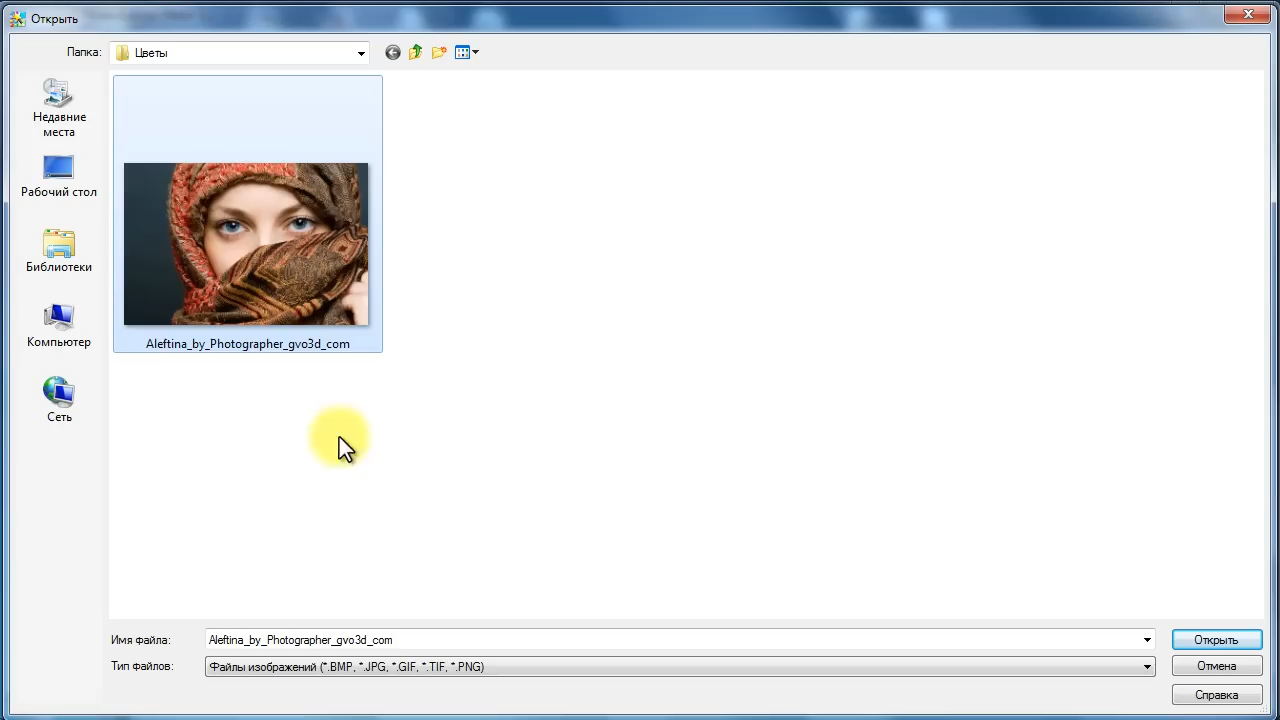 Открыть
Папка:
Цветы
Недавние
места
Рабочий стол
Библиотеки
Компьютер
Сеть
Aleftina_by_Photographer_gvo3d_com
Имя файла:
Aleftina_by_Photographer_gvo3d_com
Открыть
Тип файлов:
Файлы изображений (*.BMP, *.JPG, *.GIF, *.TIF, *.PNG)
Отмена
Справка